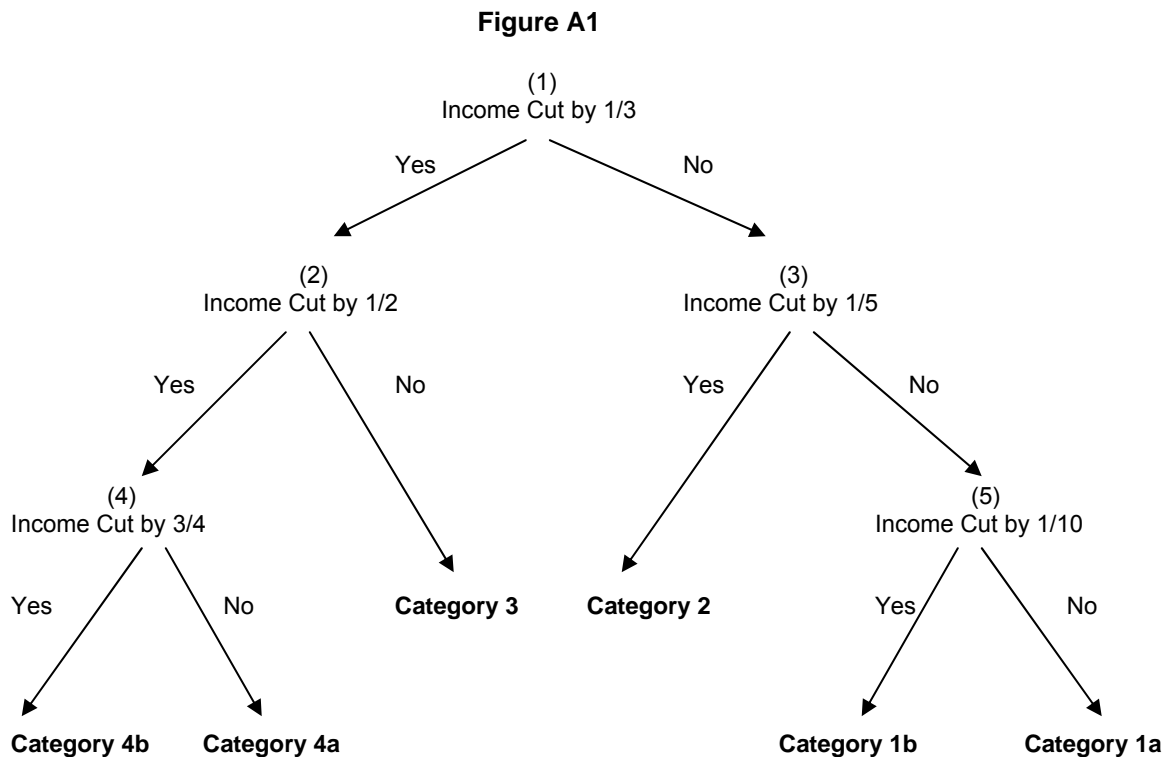 Figure A1
(1)
Income Cut by 1/3
Yes
No
(2)
Income Cut by 1/2
(3)
Income Cut by 1/5
Yes
No
Yes
No
(4)
Income Cut by 3/4
(5)
Income Cut by 1/10
Yes
No
Category 3
Category 2
Yes
No
Category 4b
Category 4a
Category 1b
Category 1a